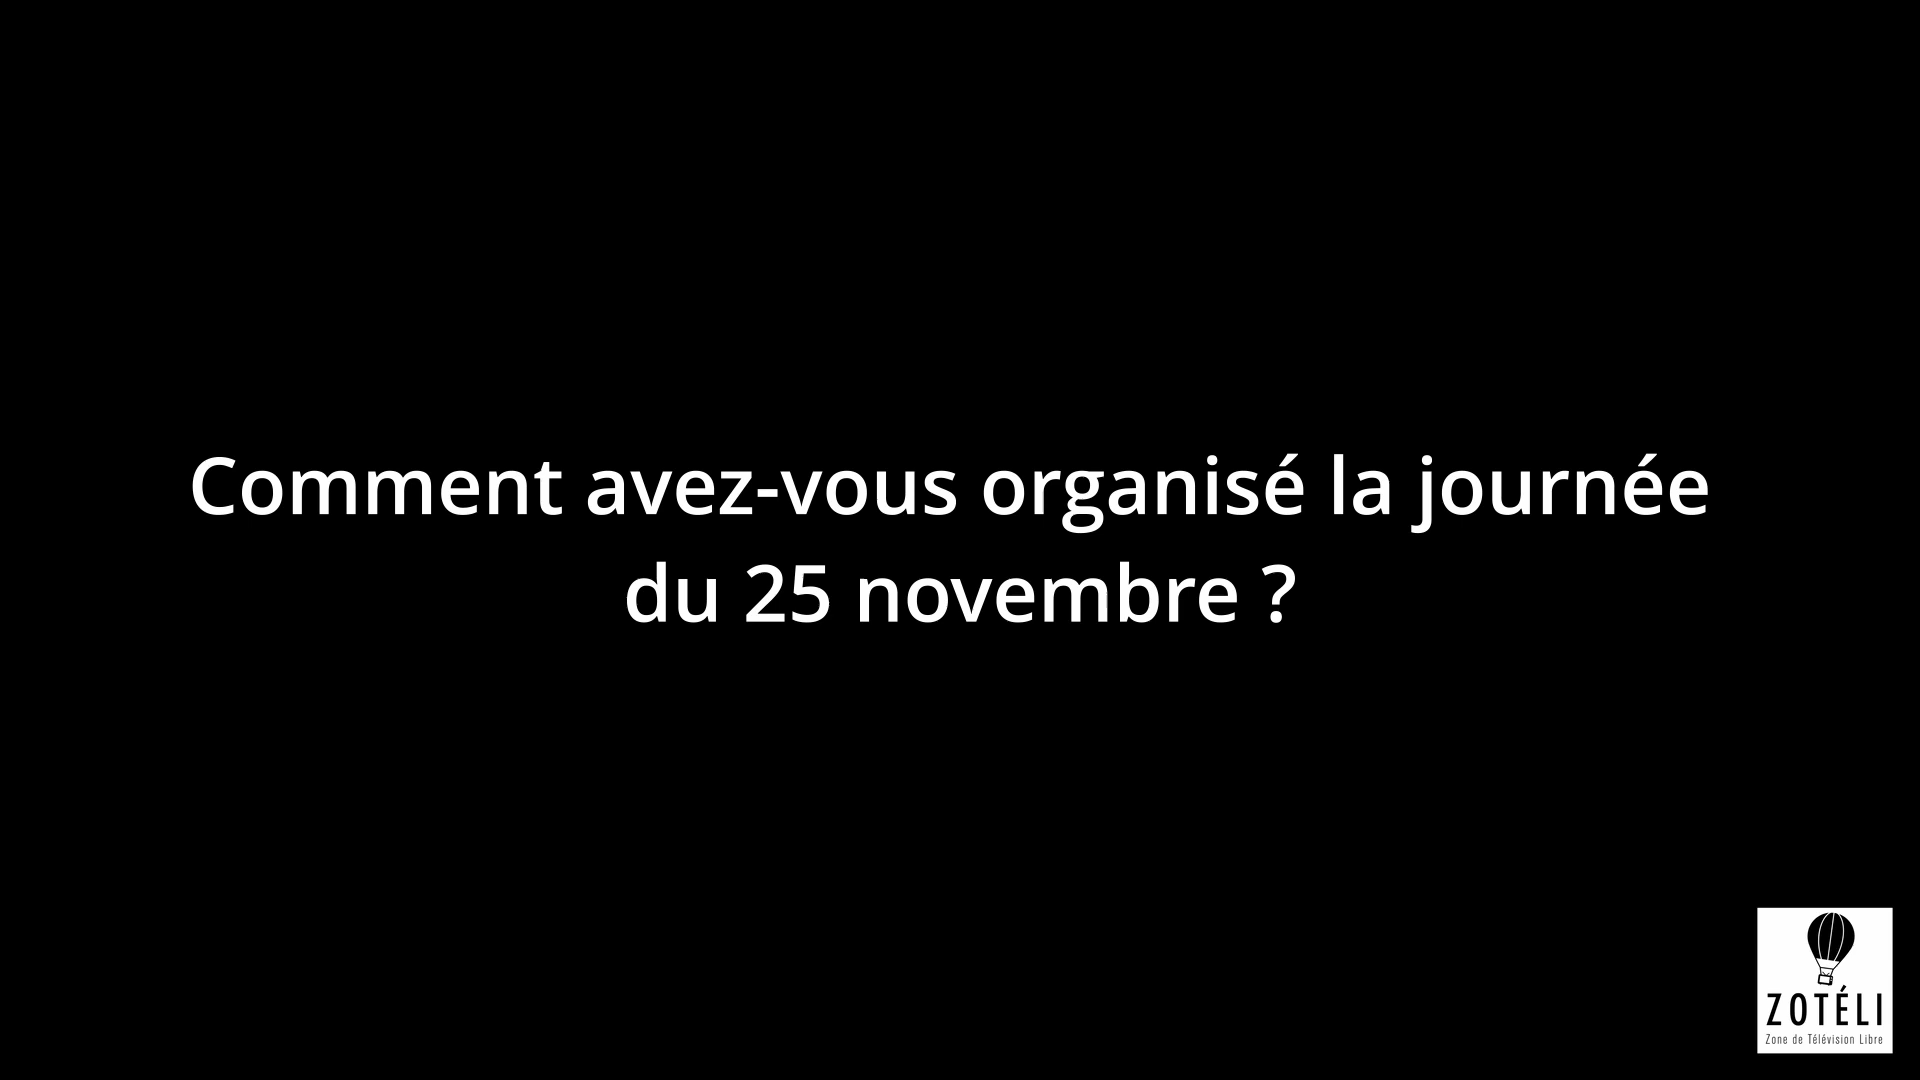 Comment avez-vous organisé la journée
du 25 novembre ?
ZOTÉLI
Zone de Télévision Libre